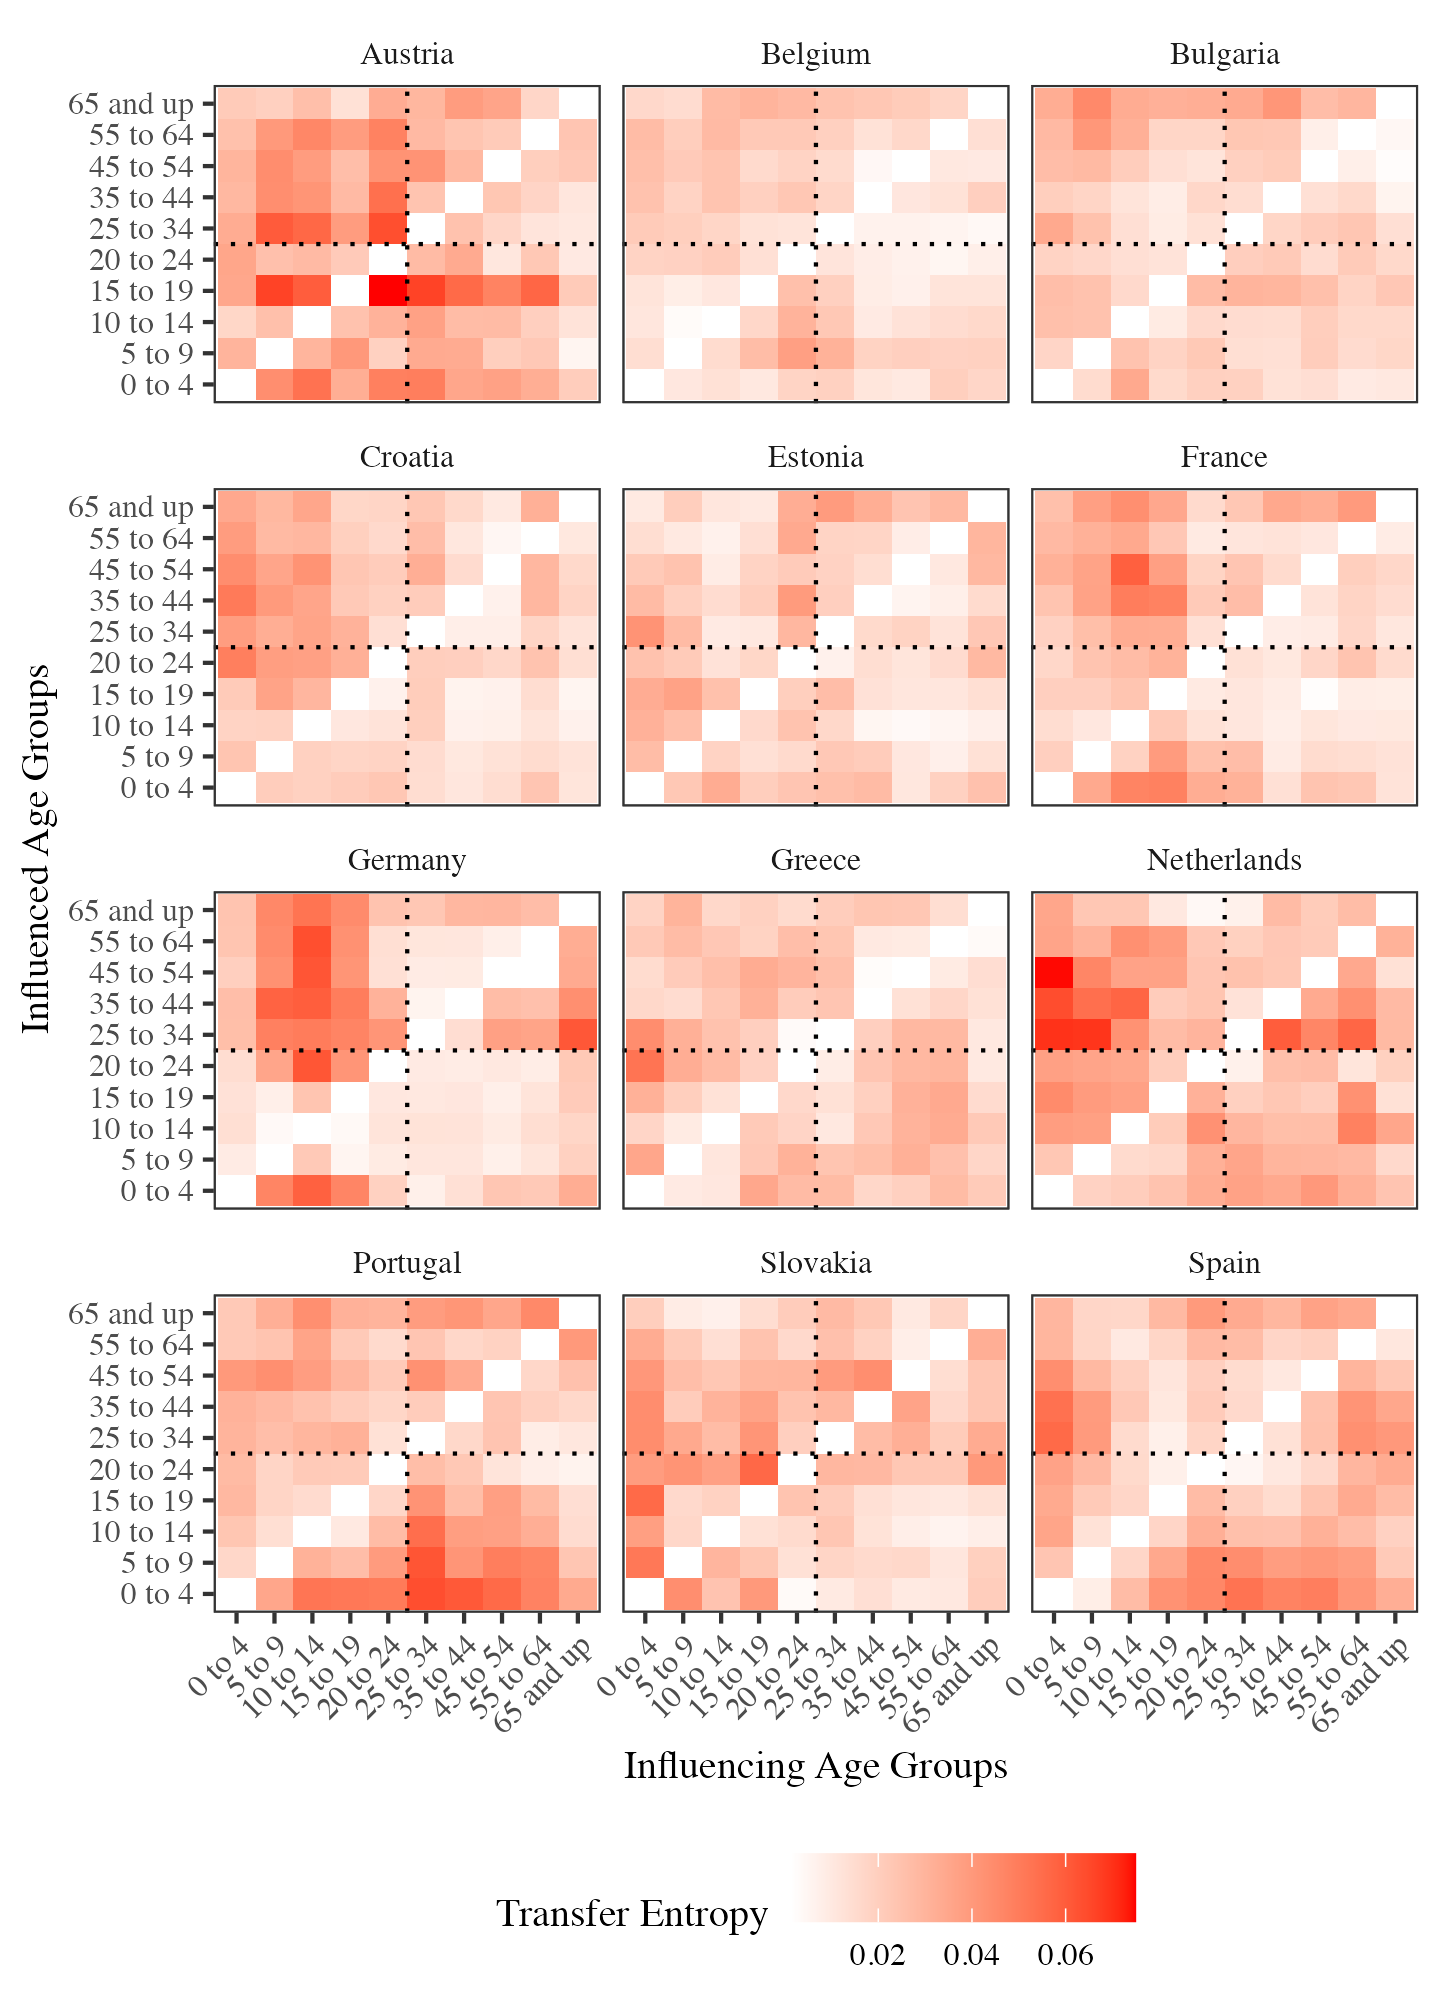 Austria Belgium Bulgaria
65 and up
55 to 64
45 to 54
35 to 44
25 to 34
20 to 24
15 to 19
10 to 14
5 to 9
0 to 4
Croatia Estonia France
65 and up
55 to 64
45 to 54
35 to 44
25 to 34
20 to 24
15 to 19
10 to 14
5 to 9
0 to 4
Influenced Age Groups
Germany Greece Netherlands
65 and up
55 to 64
45 to 54
35 to 44
25 to 34
20 to 24
15 to 19
10 to 14
5 to 9
0 to 4
Portugal Slovakia Spain
65 and up
55 to 64
45 to 54
35 to 44
25 to 34
20 to 24
15 to 19
10 to 14
5 to 9
0 to 4
0 to 4 5 to 9 10 to 14 15 to 19 20 to 24 25 to 34 35 to 44 45 to 54 55 to 64 65 and up
0 to 4 5 to 9 10 to 14 15 to 19 20 to 24 25 to 34 35 to 44 45 to 54 55 to 64 65 and up
0 to 4 5 to 9 10 to 14 15 to 19 20 to 24 25 to 34 35 to 44 45 to 54 55 to 64 65 and up
Influencing Age Groups
Transfer Entropy
0.02 0.04 0.06